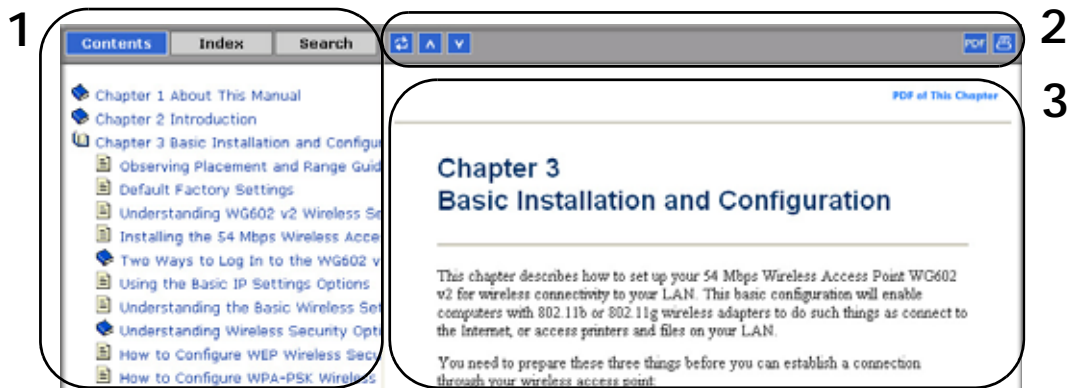 1
2
3
Contents Index Search
PDF
Chapter 1 About This Manual
Chapter 2 Introduction
Chapter 3 Basic Installation and Configu
Observing Placement and Range Guid
Default Factory Settings
Understanding WG602 v2 Wireless Se
Installing the 54 Mbps Wireless Acce
Two Ways to Log In to the WG602 v
Using the Basic IP Settings Options
Understanding the Basic Wireless Set
Understanding Wireless Security Opti
How to Configure WEP Wireless Secu
How to Configure WPA-PSK Wireless
PDF of This Chapter
Chapter 3
Basic Installation and Configuration
This chapter describes how to set up your 54 Mbps Wireless Access Point WG602
v2 for wireless connectivity to your LAN. This basic configuration will enable
computers with 802.11b or 802.11g wireless adapters to do such things as connect to
the Internet, or access printers and files on your LAN.
You need to prepare these three things before you can establish a connection
through your wireless access point: